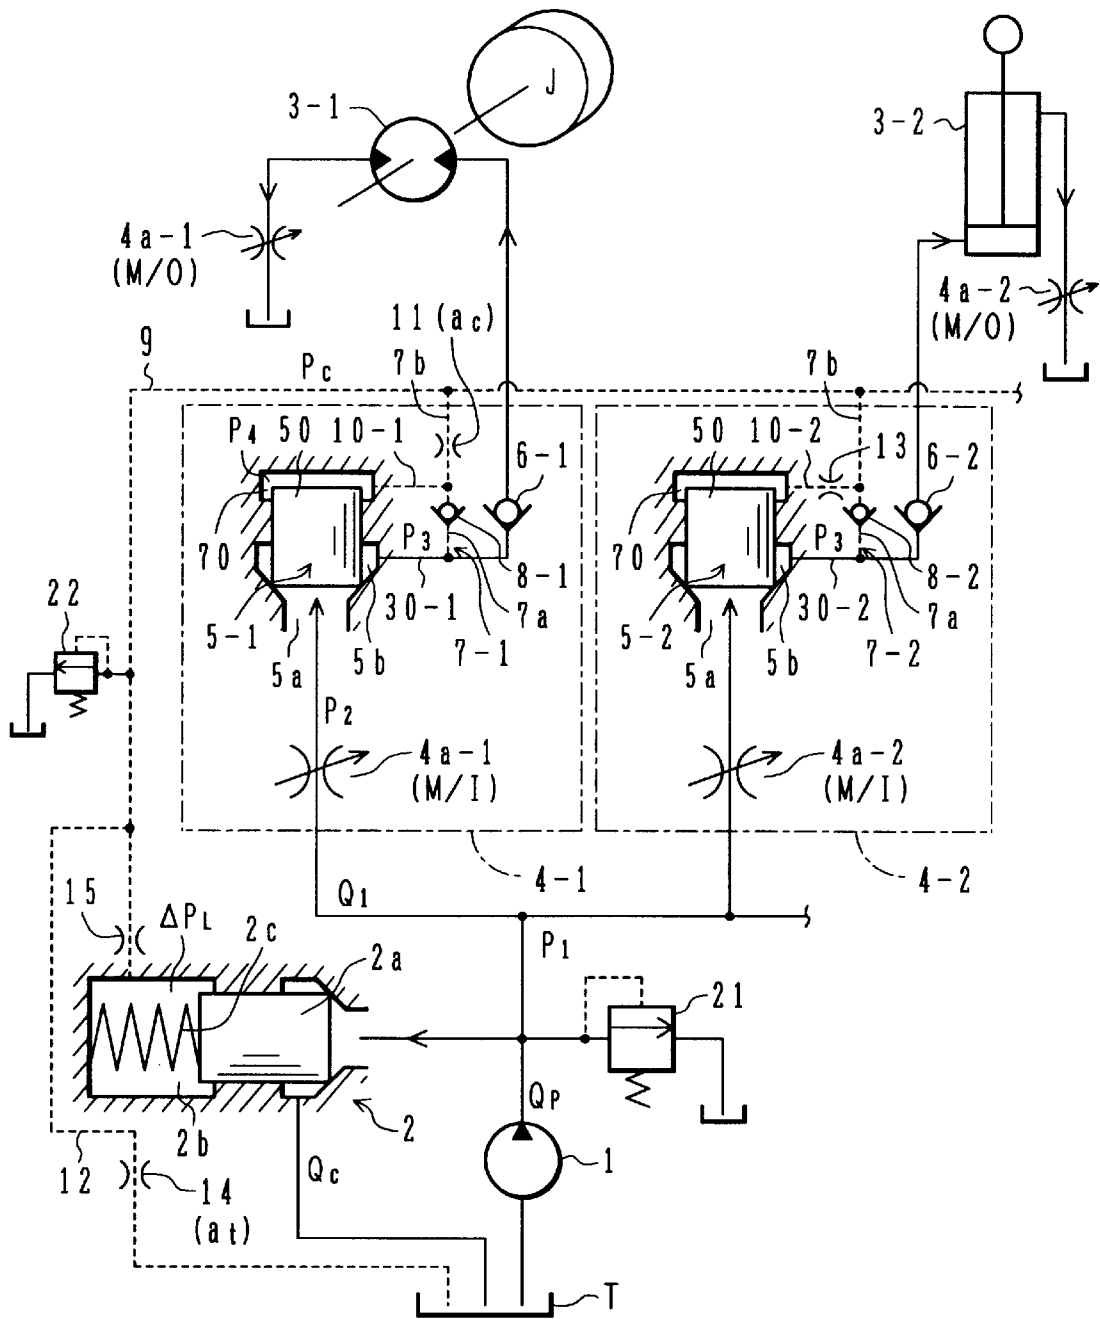 J
3-1
3-2
4a-1
(M/O)
4a-2
(M/O)
11(ac)
9
Pc
7b
7b
P4
50
10-1
6-1
50
10-2
13
6-2
70
P3
8-1
70
P3
8-2
5-1
30-1
7a
5-2
30-2
7a
5a
5b
7-1
5a
5b
7-2
22
P2
4a-1
(M/I)
4a-2
(M/I)
4-1
4-2
15
Q1
ΔPL
2c
2a
P1
21
QP
2b
2
12
14
(at)
Qc
1
T